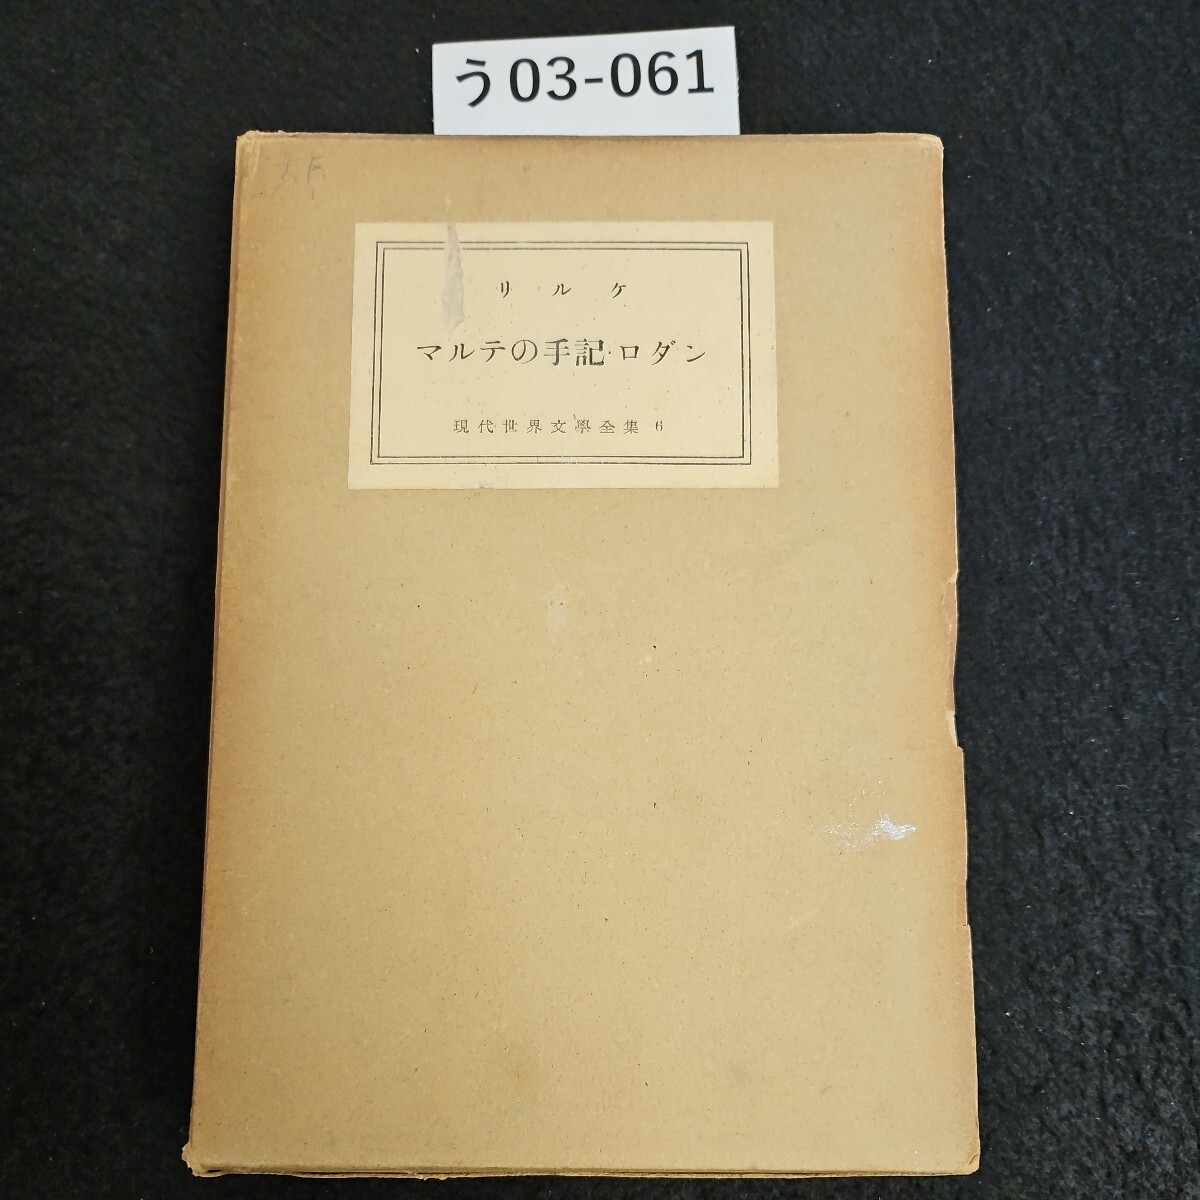 う03-061
リルケ
マルテの手記・ロダン
現代世界文學全集 6